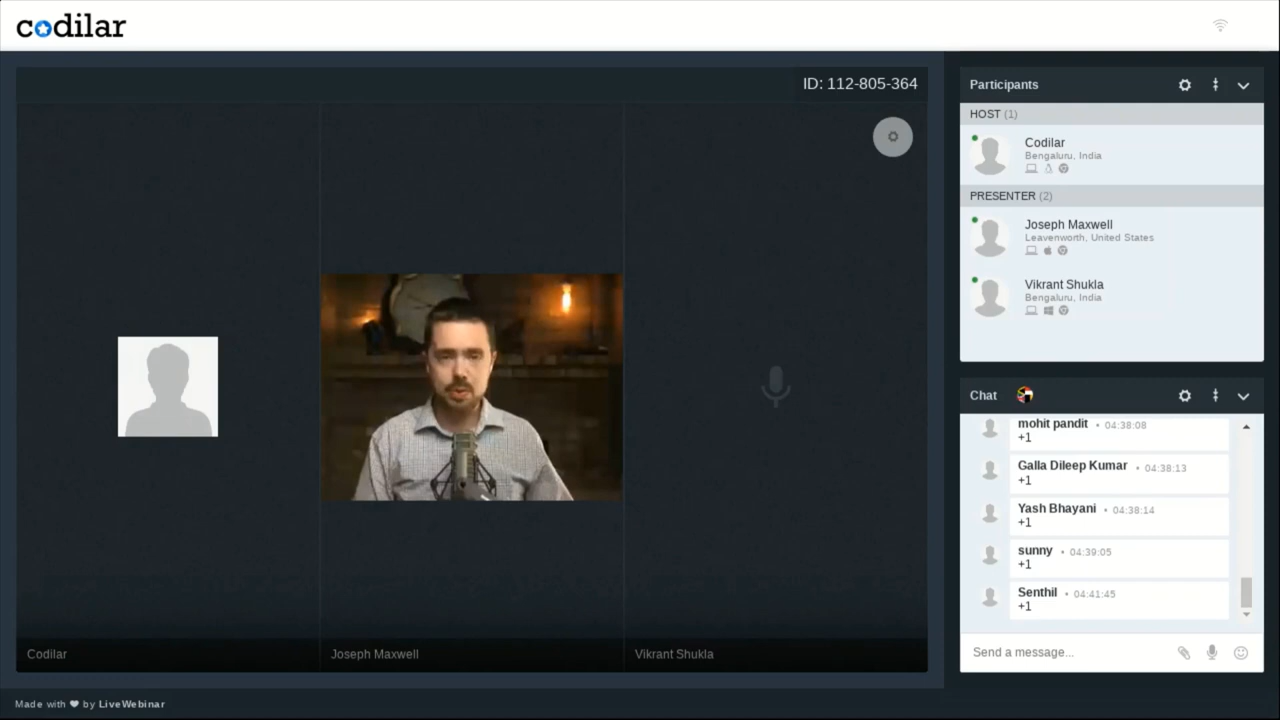 codilar
ID: 112-805-364
Codilar
Joseph Maxwell
Vikrant Shukla
Participants
HOST (1)
Codilar
Bengaluru, India
PRESENTER (2)
Joseph Maxwell
Leavenworth, United States
Vikrant Shukla
Bengaluru, India
Chat
mohit pandit • 04:38:08
+1
Galla Dileep Kumar • 04:38:13
+1
Yash Bhayani • 04:38:14
+1
sunny • 04:39:05
+1
Senthil • 04:41:45
+1
Send a message...
Made with ❤ by LiveWebinar